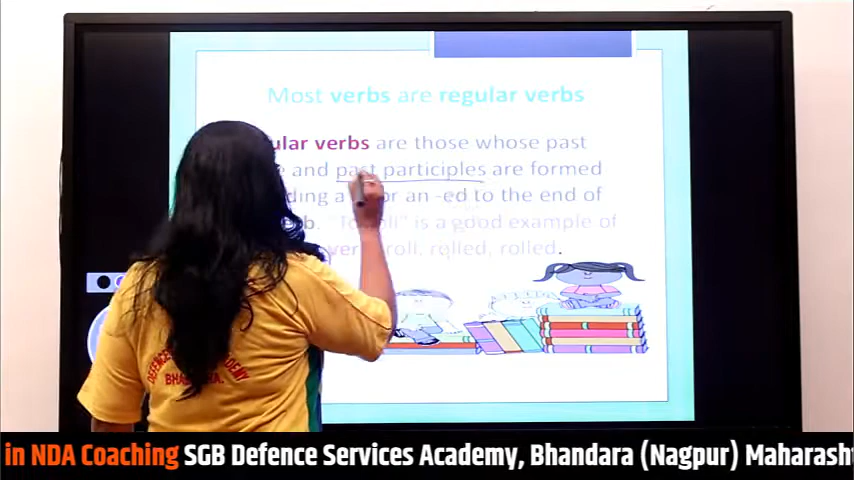 Most verbs are regular verbs
ular verbs are those whose past
and past participles are formed
ding a or an -ed to the end of
is a good example of
roll, rolled, rolled.
DEFENCE ACADEMY
in NDA Coaching SGB Defence Services Academy, Bhandara (Nagpur) Maharasht